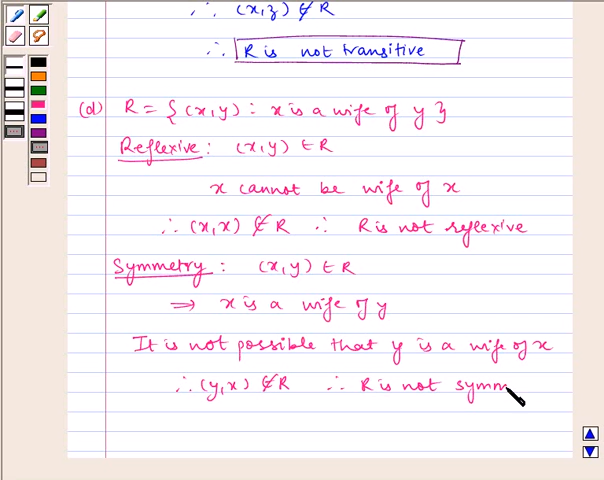 ∴ (x,z) ∉ R
∴ R is not transitive
(d) R = { (x,y) : x is a wife of y }
Reflexive : (x,y) ∈ R
x cannot be wife of x
∴ (x,x) ∉ R ∴ R is not reflexive
Symmetry : (x,y) ∈ R
⇒ x is a wife of y
It is not possible that y is a wife of x
∴ (y,x) ∉ R ∴ R is not symm